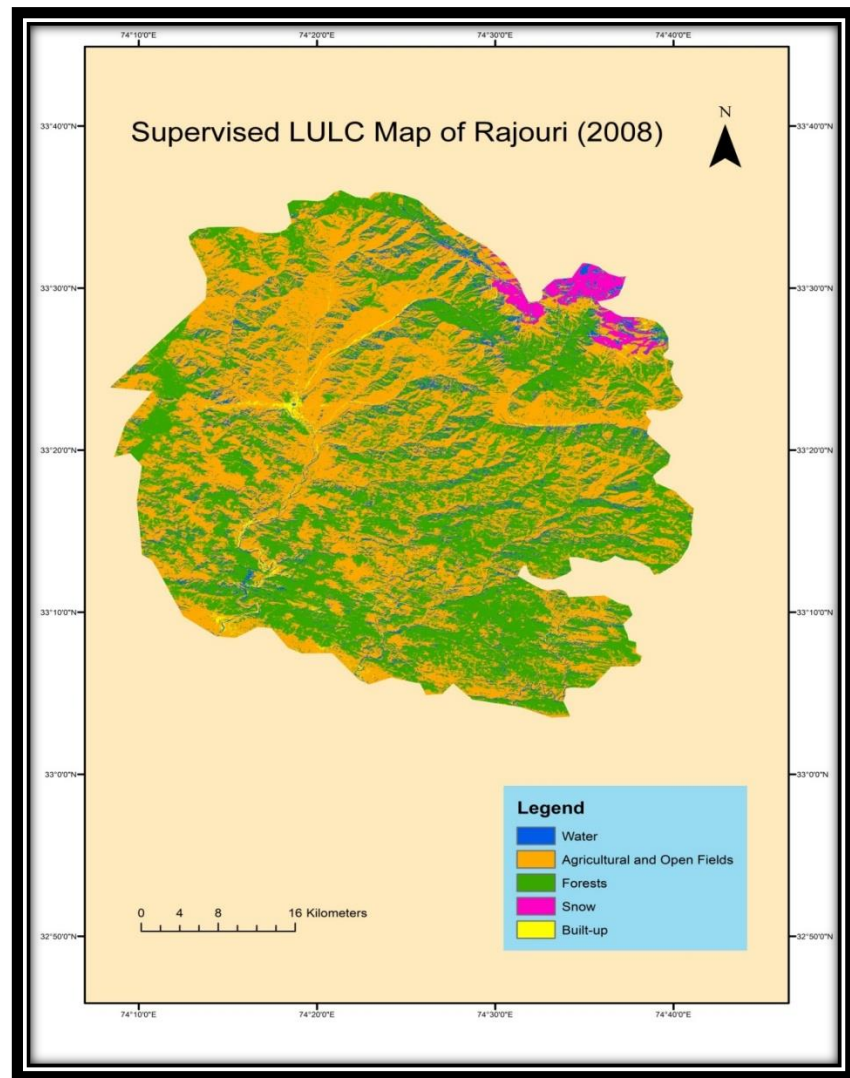 74°10'0"E 74°20'0"E 74°30'0"E 74°40'0"E
N
Supervised LULC Map of Rajouri (2008)
33°40'0"N 33°40'0"N
33°30'0"N 33°30'0"N
33°20'0"N 33°20'0"N
33°10'0"N 33°10'0"N
33°0'0"N 33°0'0"N
Legend
Water
Agricultural and Open Fields
Forests
Snow
Built-up
0 4 8 16 Kilometers
32°50'0"N 32°50'0"N
74°10'0"E 74°20'0"E 74°30'0"E 74°40'0"E